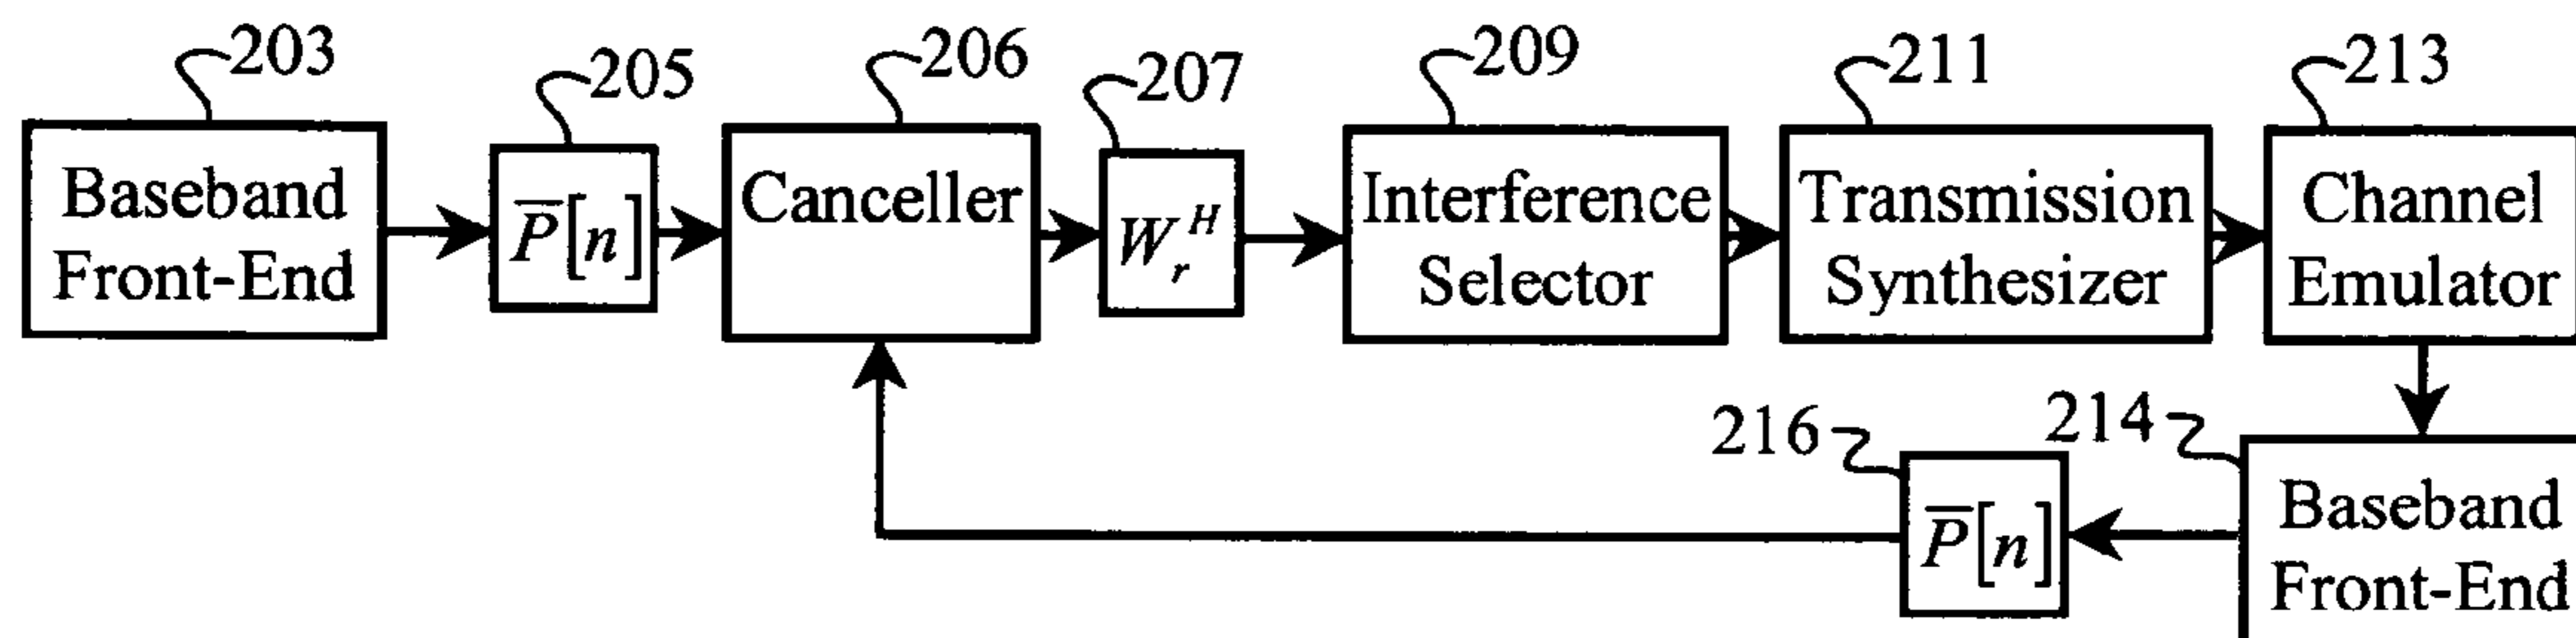 203
205
206
207
209
211
213
Baseband
Front-End
P̅[n]
Canceller
W_r^H
Interference
Selector
Transmission
Synthesizer
Channel
Emulator
216
214
P̅[n]
Baseband
Front-End